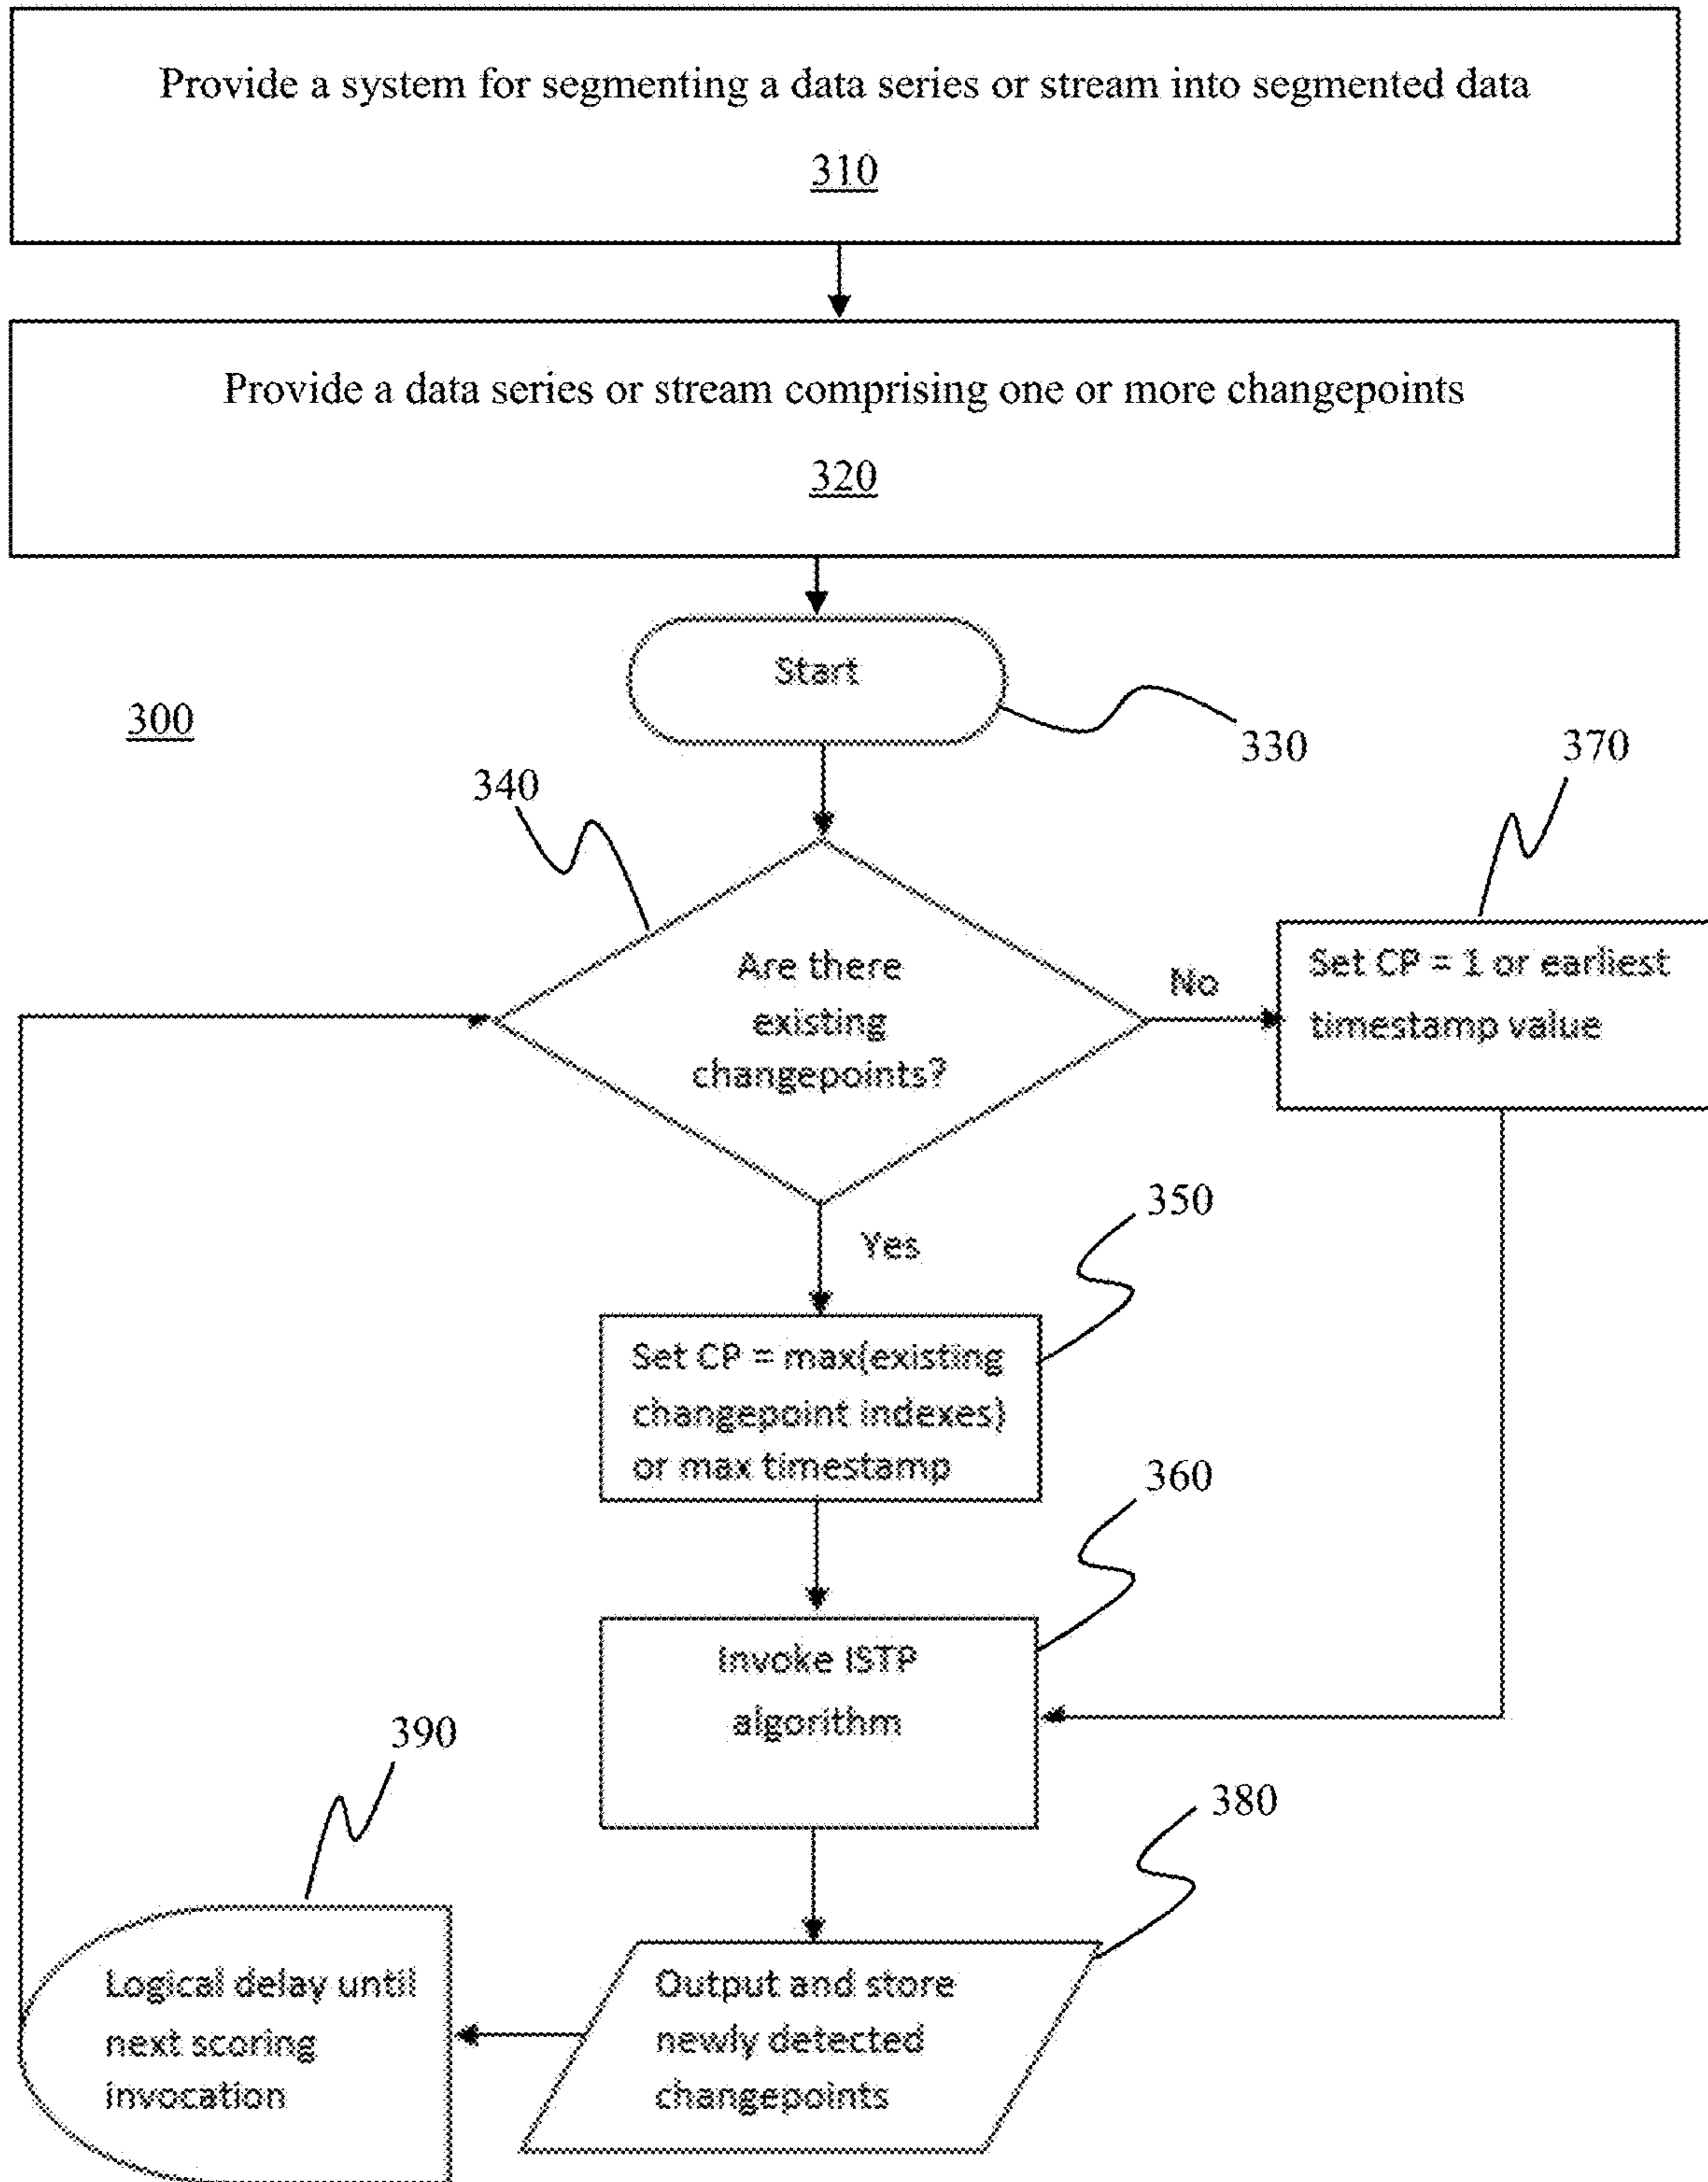 Provide a system for segmenting a data series or stream into segmented data
310
Provide a data series or stream comprising one or more changepoints
320
Start
300
330
370
340
Are there
existing
changepoints?
No
Set CP = 1 or earliest
timestamp value
350
Yes
Set CP = max(existing
changepoint indexes)
or max timestamp
360
Invoke ISTP
algorithm
390
380
Logical delay until
next scoring
invocation
Output and store
newly detected
changepoints